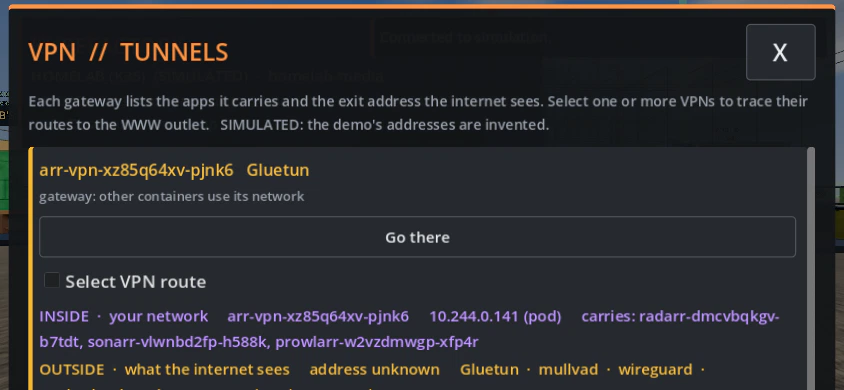 VPN // TUNNELS
X
Each gateway lists the apps it carries and the exit address the internet sees. Select one or more VPNs to trace their
routes to the WWW outlet. SIMULATED: the demo's addresses are invented.
arr-vpn-xz85q64xv-pjnk6 Gluetun
gateway: other containers use its network
Go there
Select VPN route
INSIDE · your network arr-vpn-xz85q64xv-pjnk6 10.244.0.141 (pod) carries: radarr-dmcvbqkgv-
b7tdt, sonarr-vlwnbd2fp-h588k, prowlarr-w2vzdmwgp-xfp4r
OUTSIDE · what the internet sees address unknown Gluetun · mullvad · wireguard ·